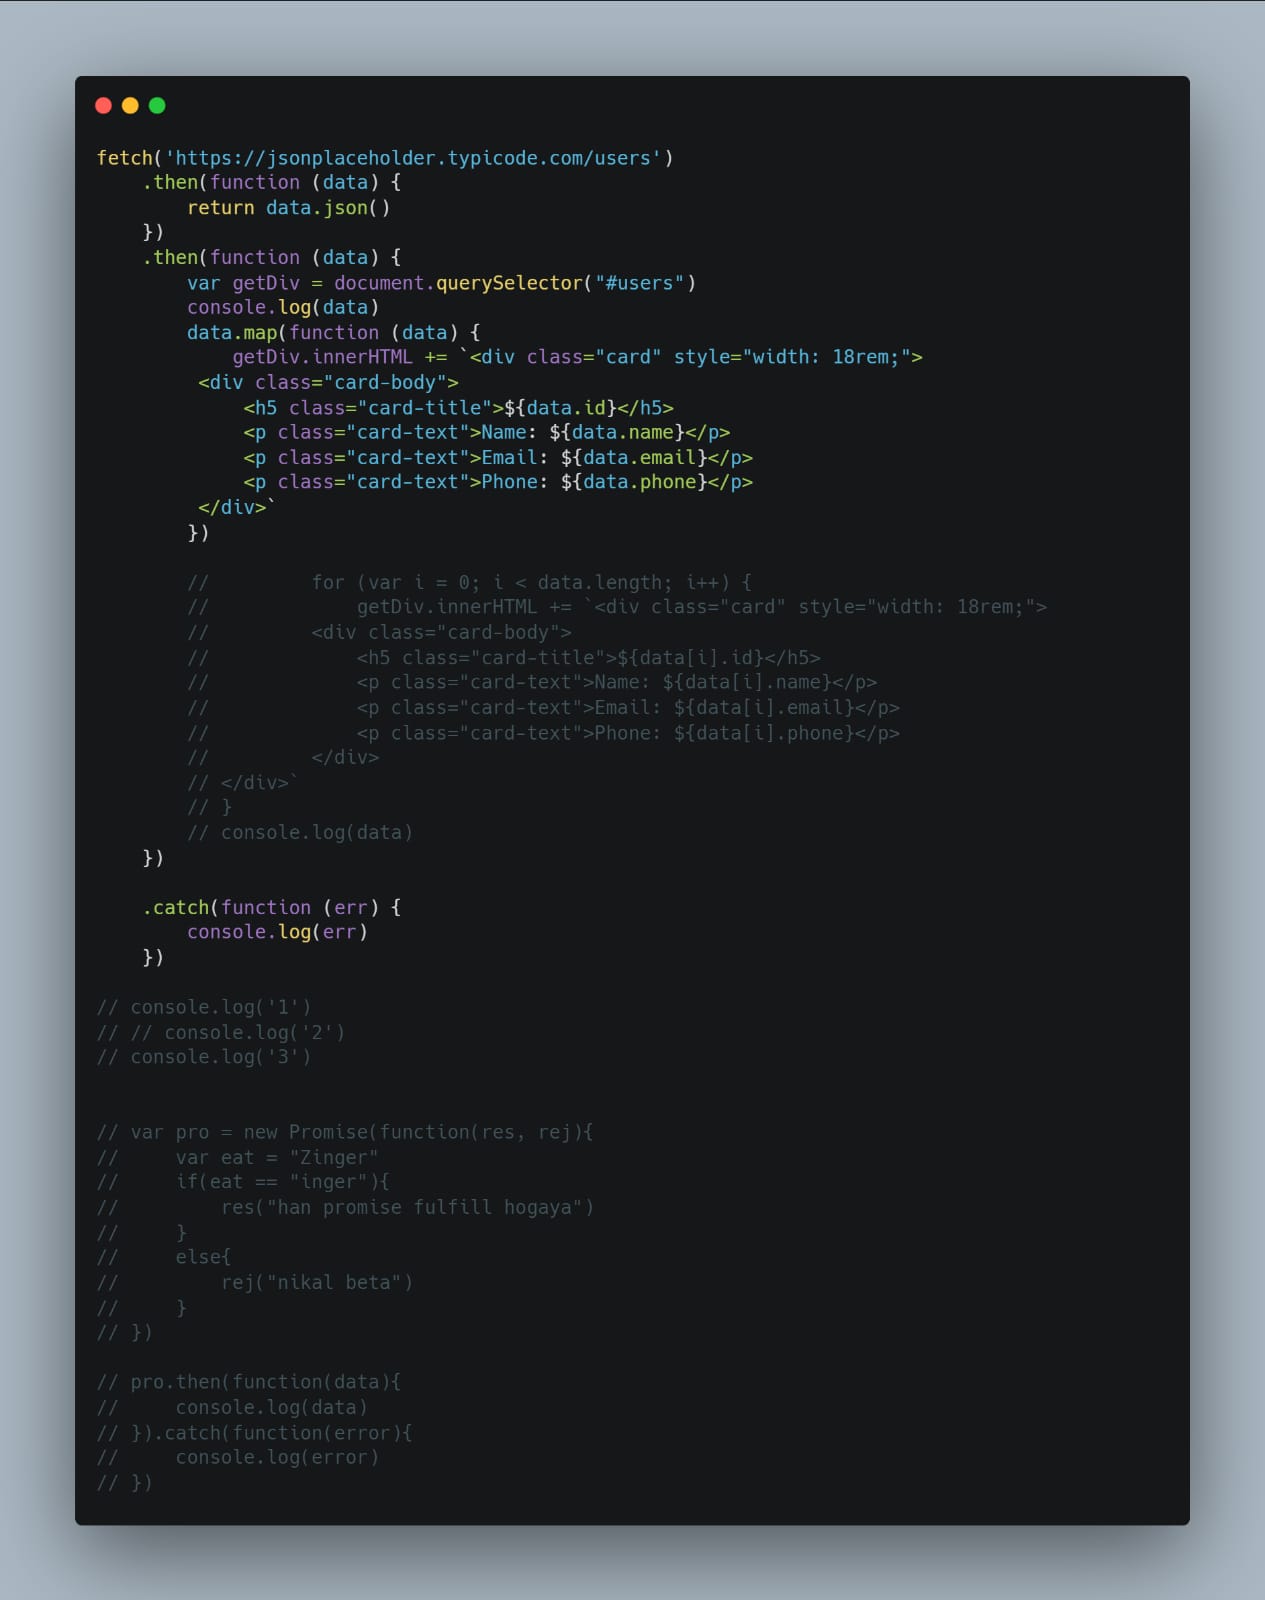 fetch('https://jsonplaceholder.typicode.com/users')
    .then(function (data) {
        return data.json()
    })
    .then(function (data) {
        var getDiv = document.querySelector("#users")
        console.log(data)
        data.map(function (data) {
            getDiv.innerHTML += `<div class="card" style="width: 18rem;">
         <div class="card-body">
             <h5 class="card-title">${data.id}</h5>
             <p class="card-text">Name: ${data.name}</p>
             <p class="card-text">Email: ${data.email}</p>
             <p class="card-text">Phone: ${data.phone}</p>
         </div>`
        })

        //         for (var i = 0; i < data.length; i++) {
        //             getDiv.innerHTML += `<div class="card" style="width: 18rem;">
        //         <div class="card-body">
        //             <h5 class="card-title">${data[i].id}</h5>
        //             <p class="card-text">Name: ${data[i].name}</p>
        //             <p class="card-text">Email: ${data[i].email}</p>
        //             <p class="card-text">Phone: ${data[i].phone}</p>
        //         </div>
        // </div>`
        // }
        // console.log(data)
    })

    .catch(function (err) {
        console.log(err)
    })

// console.log('1')
// // console.log('2')
// console.log('3')


// var pro = new Promise(function(res, rej){
//     var eat = "Zinger"
//     if(eat == "inger"){
//         res("han promise fulfill hogaya")
//     }
//     else{
//         rej("nikal beta")
//     }
// })

// pro.then(function(data){
//     console.log(data)
// }).catch(function(error){
//     console.log(error)
// })